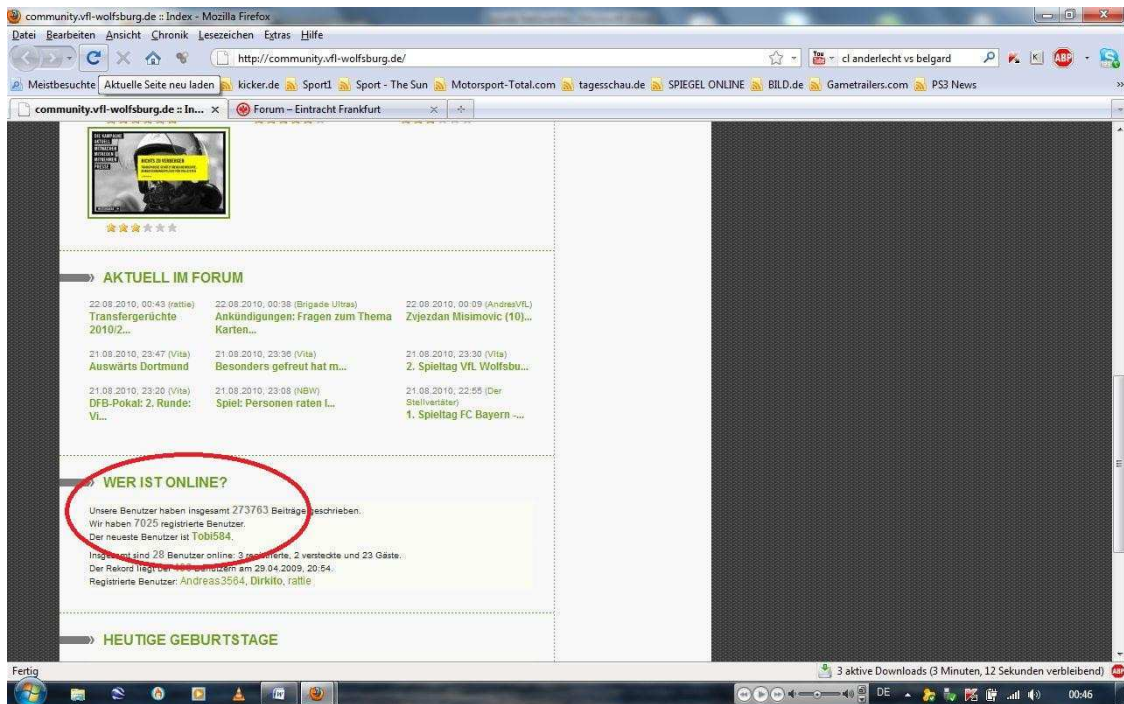 community.vfl-wolfsburg.de :: Index - Mozilla Firefox
Datei Bearbeiten Ansicht Chronik Lesezeichen Extras Hilfe
http://community.vfl-wolfsburg.de/
cl anderlecht vs belgard
Meistbesuchte
Aktuelle Seite neu laden
kicker.de Sport1 Sport - The Sun Motorsport-Total.com tagesschau.de SPIEGEL ONLINE BILD.de Gametrailers.com PS3 News
community.vfl-wolfsburg.de :: In... Forum – Eintracht Frankfurt
DIE KAMPAGNE
AKTUELL
MITMACHEN
MITREDEN
MITNEHMEN
PRESSE
NICHTS ZU VERBERGEN
AKTUELL IM FORUM
22.08.2010, 00:43 (rattie)
Transfergerüchte
2010/2...
22.08.2010, 00:38 (Brigade Ultras)
Ankündigungen: Fragen zum Thema
Karten...
22.08.2010, 00:09 (AndrasVfL)
Zvjezdan Misimovic (10)...
21.08.2010, 23:47 (Vita)
Auswärts Dortmund
21.08.2010, 23:36 (Vita)
Besonders gefreut hat m...
21.08.2010, 23:30 (Vita)
2. Spieltag VfL Wolfsbu...
21.08.2010, 23:20 (Vita)
DFB-Pokal: 2. Runde:
Vi...
21.08.2010, 23:08 (NBW)
Spiel: Personen raten I...
21.08.2010, 22:55 (Der
Stellvertäter)
1. Spieltag FC Bayern -...
WER IST ONLINE?
Unsere Benutzer haben insgesamt 273763 Beiträge geschrieben.
Wir haben 7025 registrierte Benutzer.
Der neueste Benutzer ist Tobi584.
Insgesamt sind 28 Benutzer online: 3 registrierte, 2 versteckte und 23 Gäste.
Der Rekord liegt bei Benutzern am 29.04.2009, 20:54.
Registrierte Benutzer: Andreas3564, Dirkito, rattie
HEUTIGE GEBURTSTAGE
Fertig
3 aktive Downloads (3 Minuten, 12 Sekunden verbleibend)
DE
00:46